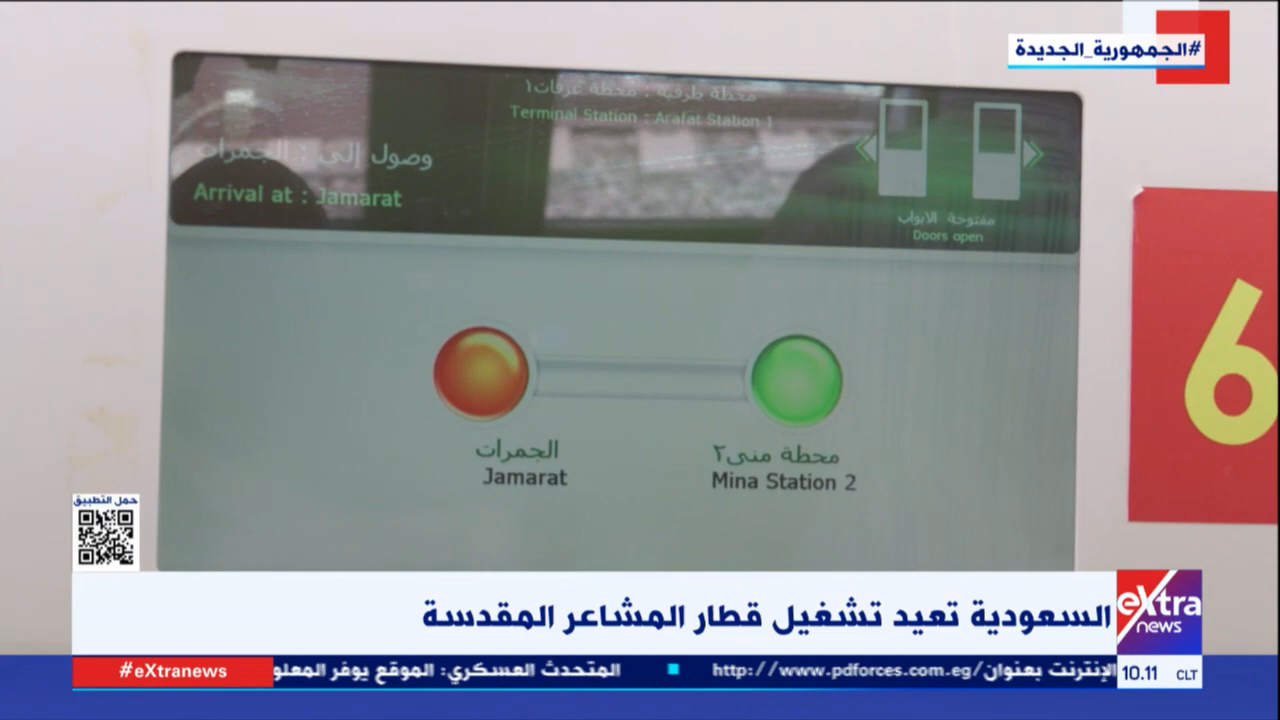 #الجمهورية_الجديدة
محطة طرفية : محطة عرفات١
Terminal Station : Arafat Station 1
وصول إلى : الجمرات
Arrival at : Jamarat
مفتوحة الابواب
Doors open
الجمرات
Jamarat
محطة منى٢
Mina Station 2
6
حمل التطبيق
السعودية تعيد تشغيل قطار المشاعر المقدسة
eXtra news
#eXtranews
الإنترنت بعنوان/http://www.pdforces.com.eg ■ المتحدث العسكري: الموقع يوفر المعلو
10.11 CLT